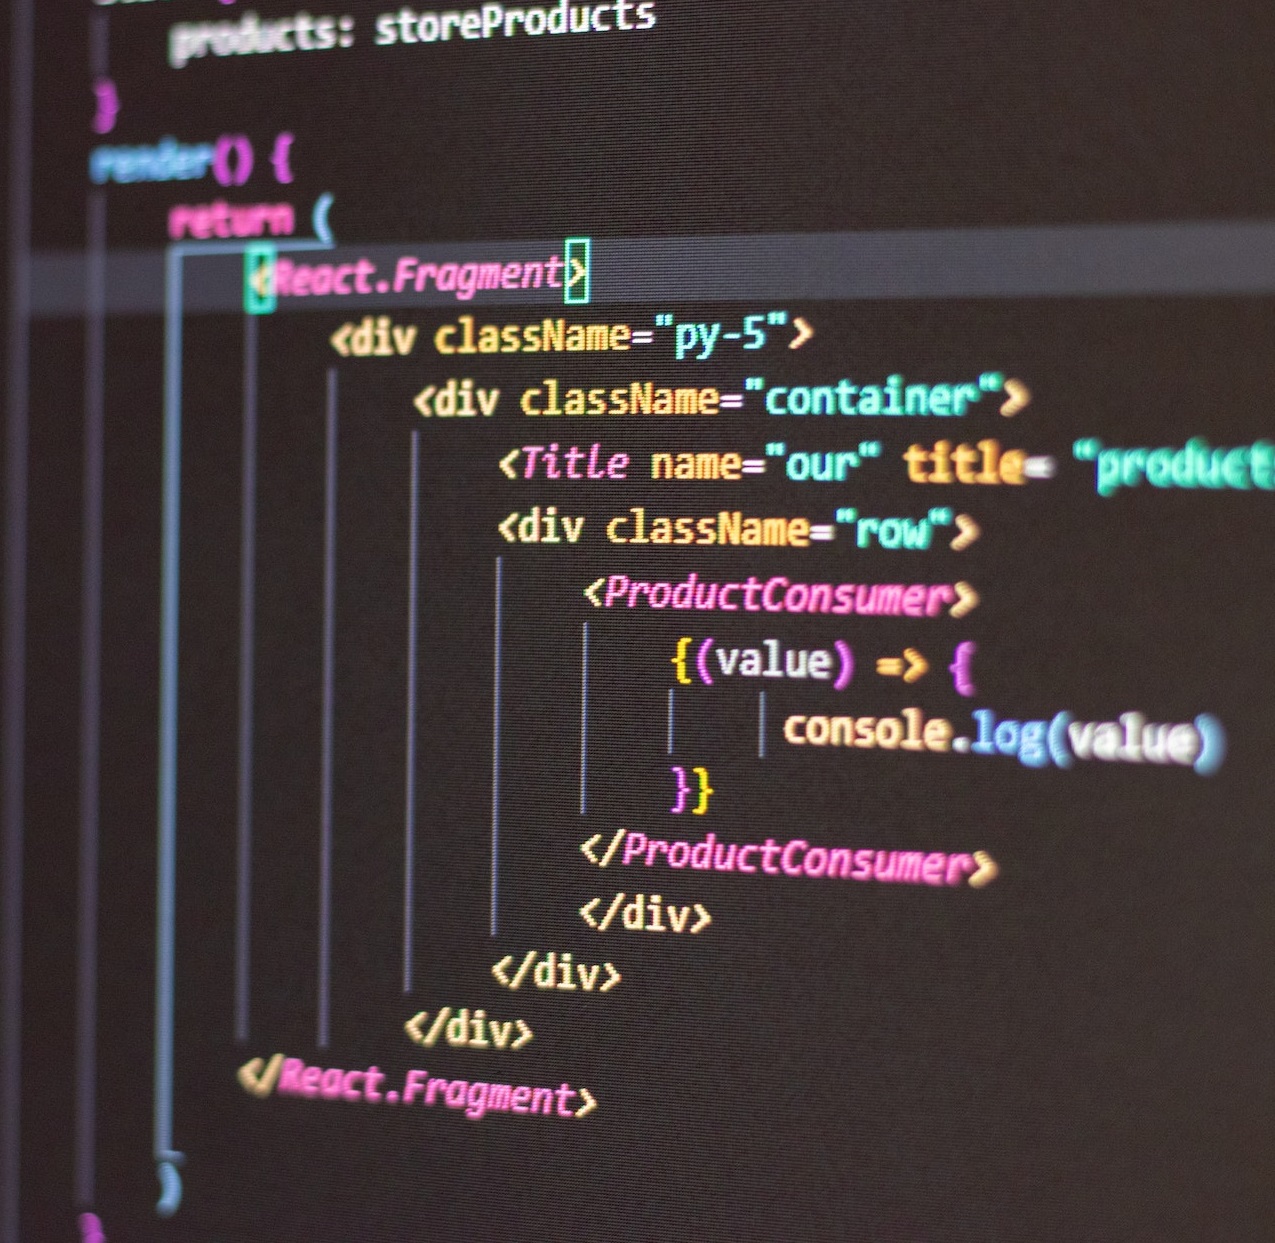 products: storeProducts
}
render() {
return (
<React.Fragment>
<div className="py-5">
<div className="container">
<Title name="our" title= "product
<div className="row">
<ProductConsumer>
{(value) => {
console.log(value)
}}
</ProductConsumer>
</div>
</div>
</div>
</React.Fragment>
)
}